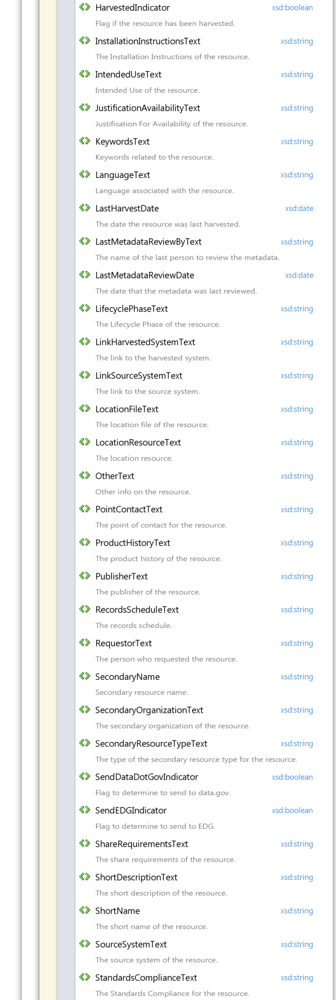 HarvestedIndicator xsd:boolean
Flag if the resource has been harvested.
InstallationInstructionsText xsd:string
The Installation Instructions of the resource.
IntendedUseText xsd:string
Intended Use of the resource.
JustificationAvailabilityText xsd:string
Justification For Availability of the resource.
KeywordsText xsd:string
Keywords related to the resource.
LanguageText xsd:string
Language associated with the resource.
LastHarvestDate xsd:date
The date the resource was last harvested.
LastMetadataReviewByText xsd:string
The name of the last person to review the metadata.
LastMetadataReviewDate xsd:date
The date that the metadata was last reviewed.
LifecyclePhaseText xsd:string
The Lifecycle Phase of the resource.
LinkHarvestedSystemText xsd:string
The link to the harvested system.
LinkSourceSystemText xsd:string
The link to the source system.
LocationFileText xsd:string
The location file of the resource.
LocationResourceText xsd:string
The location resource.
OtherText xsd:string
Other info on the resource.
PointContactText xsd:string
The point of contact for the resource.
ProductHistoryText xsd:string
The product history of the resource.
PublisherText xsd:string
The publisher of the resource.
RecordsScheduleText xsd:string
The records schedule.
RequestorText xsd:string
The person who requested the resource.
SecondaryName xsd:string
Secondary resource name.
SecondaryOrganizationText xsd:string
The secondary organization of the resource.
SecondaryResourceTypeText xsd:string
The type of the secondary resource type for the resource.
SendDataDotGovIndicator xsd:boolean
Flag to determine to send to data.gov.
SendEDGIndicator xsd:boolean
Flag to determine to send to EDG.
ShareRequirementsText xsd:string
The share requirements of the resource.
ShortDescriptionText xsd:string
The short description of the resource.
ShortName xsd:string
The short name of the resource.
SourceSystemText xsd:string
The source system of the resource.
StandardsComplianceText xsd:string
The Standards Compliance for the resource.